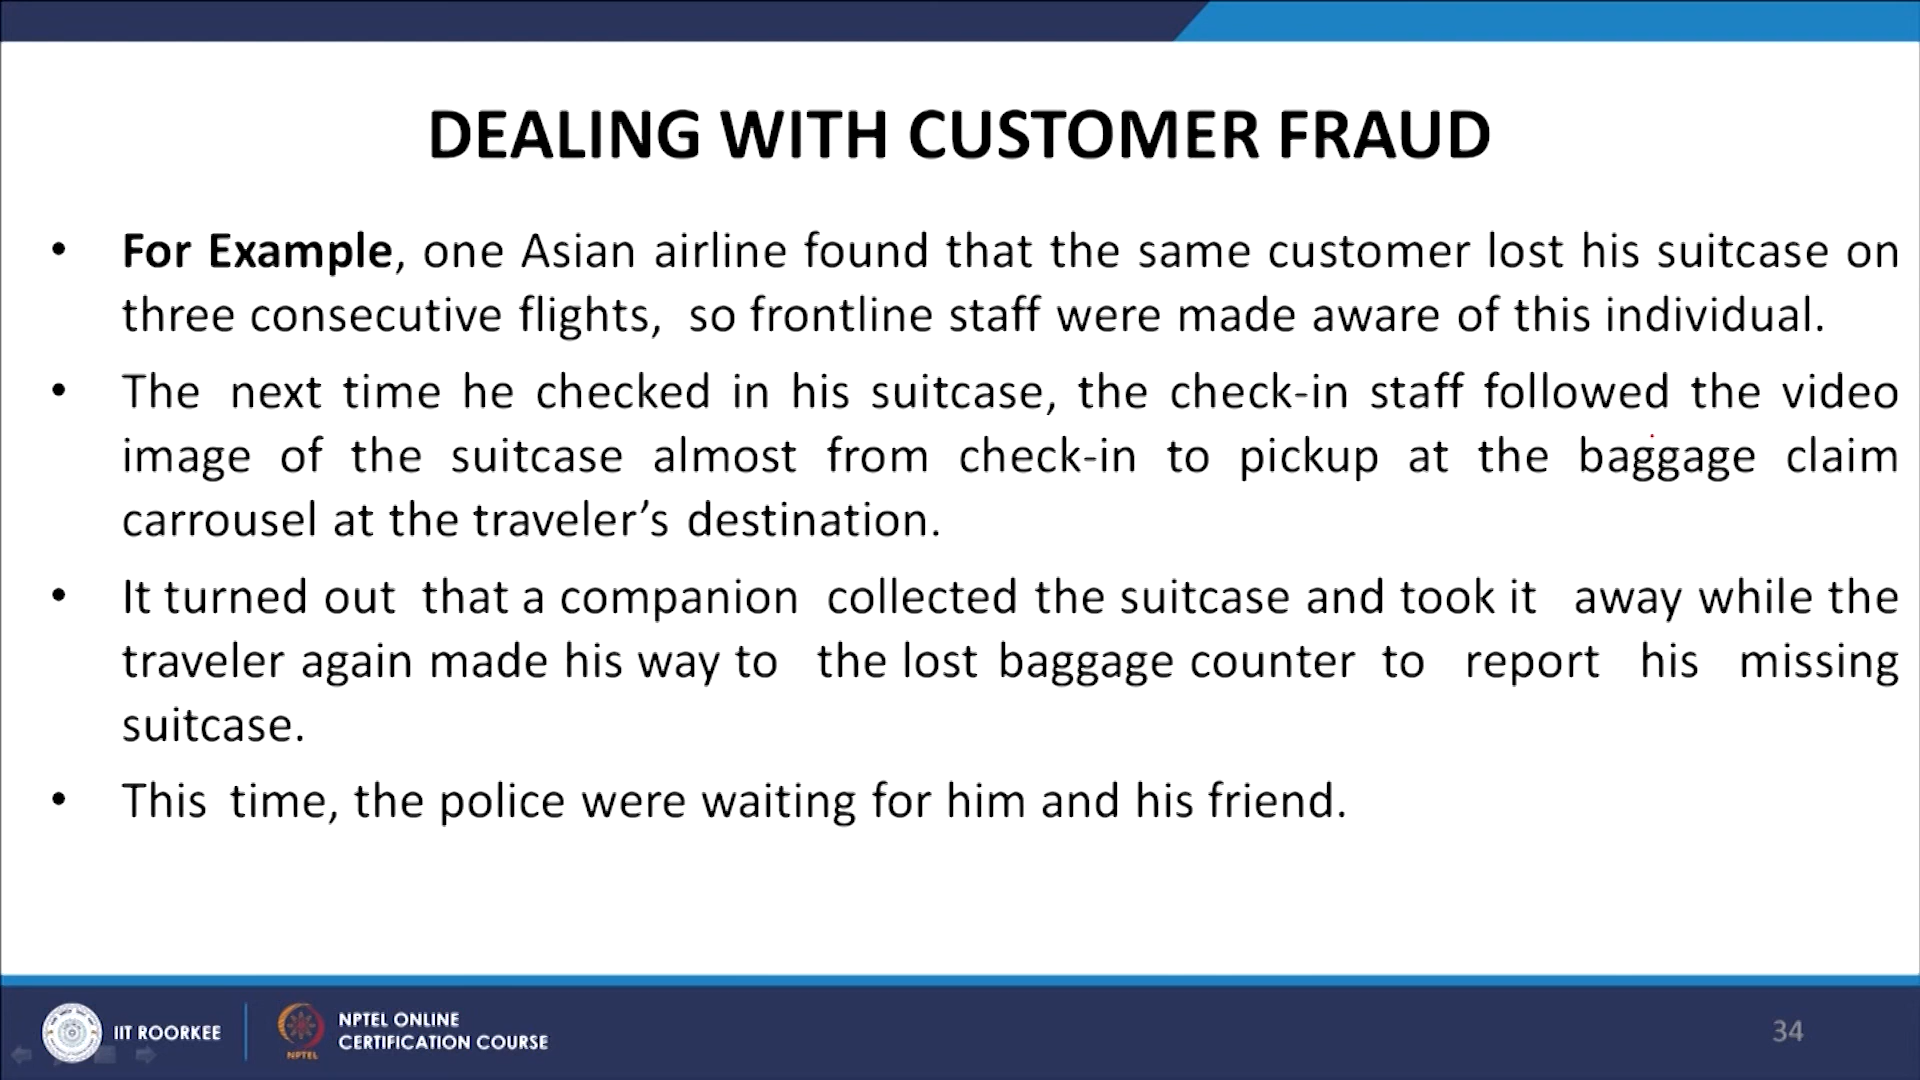 DEALING WITH CUSTOMER FRAUD
• For Example, one Asian airline found that the same customer lost his suitcase on
three consecutive flights, so frontline staff were made aware of this individual.
• The next time he checked in his suitcase, the check-in staff followed the video
image of the suitcase almost from check-in to pickup at the baggage claim
carrousel at the traveler’s destination.
• It turned out that a companion collected the suitcase and took it away while the
traveler again made his way to the lost baggage counter to report his missing
suitcase.
• This time, the police were waiting for him and his friend.
IIT ROORKEE
NPTEL
NPTEL ONLINE
CERTIFICATION COURSE
34